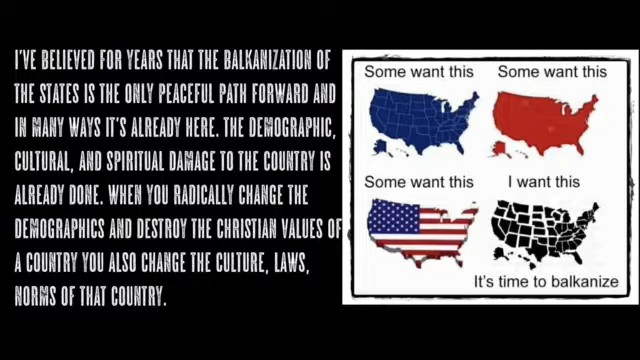 I'VE BELIEVED FOR YEARS THAT THE BALKANIZATION OF
THE STATES IS THE ONLY PEACEFUL PATH FORWARD AND
IN MANY WAYS IT'S ALREADY HERE. THE DEMOGRAPHIC,
CULTURAL, AND SPIRITUAL DAMAGE TO THE COUNTRY IS
ALREADY DONE. WHEN YOU RADICALLY CHANGE THE
DEMOGRAPHICS AND DESTROY THE CHRISTIAN VALUES OF
A COUNTRY YOU ALSO CHANGE THE CULTURE, LAWS,
NORMS OF THAT COUNTRY.
Some want this
Some want this
Some want this
I want this
It's time to balkanize